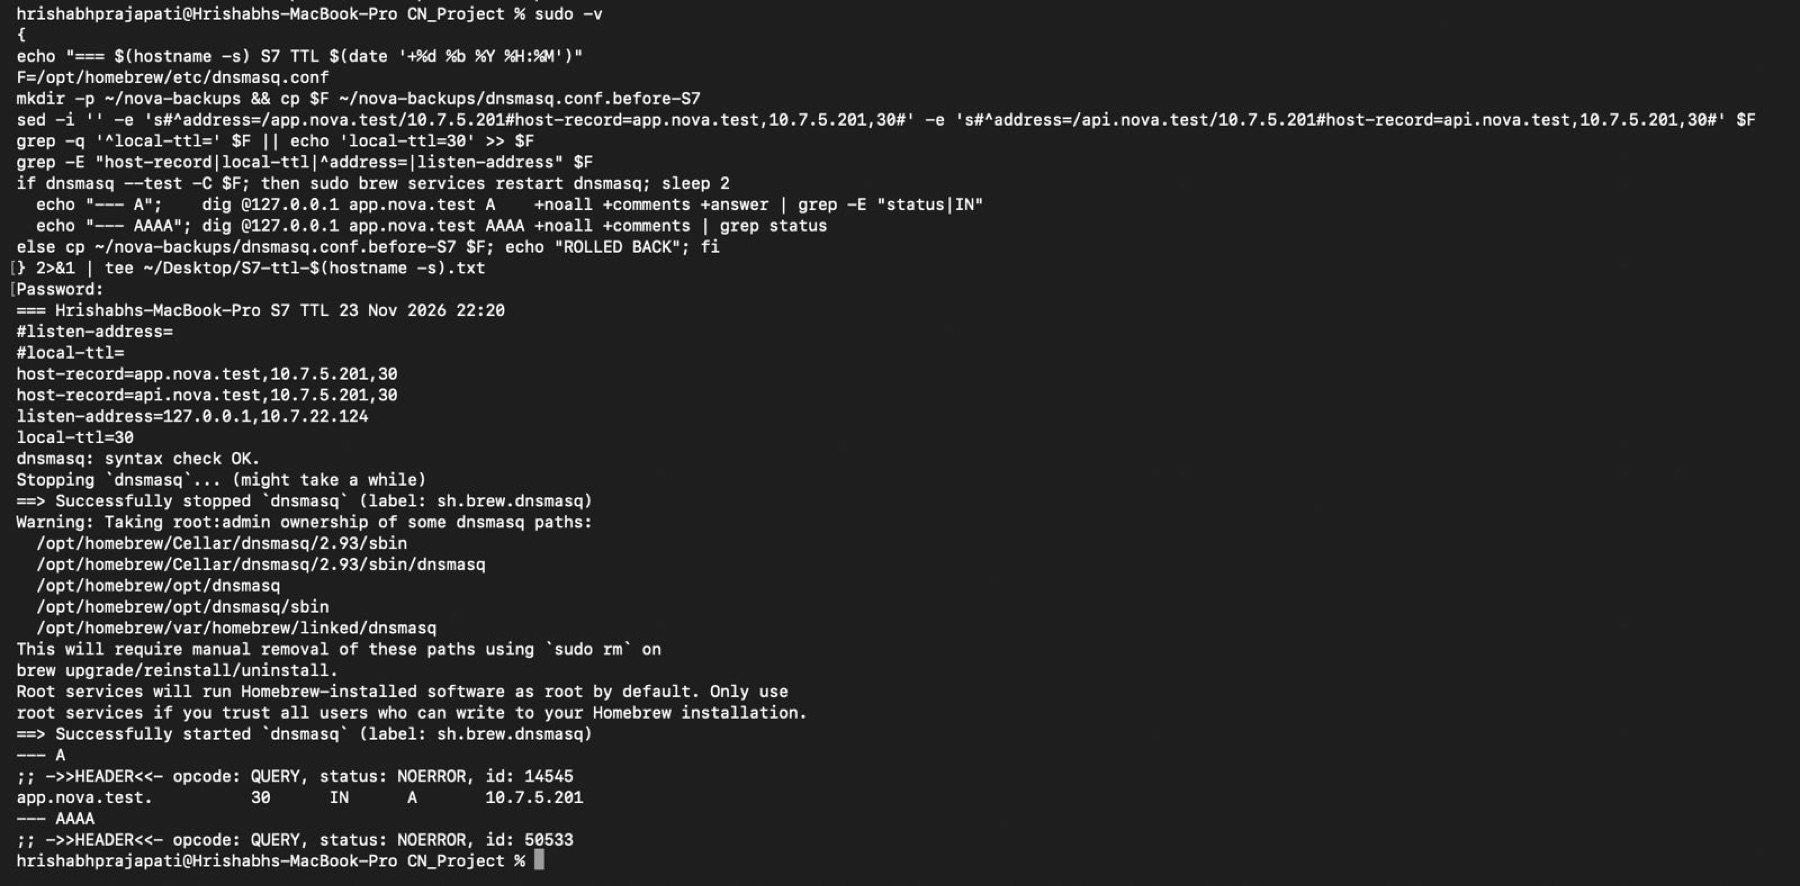 hrishabhprajapati@Hrishabhs-MacBook-Pro CN_Project % sudo -v
{
echo "=== $(hostname -s) S7 TTL $(date '+%d %b %Y %H:%M')"
F=/opt/homebrew/etc/dnsmasq.conf
mkdir -p ~/nova-backups && cp $F ~/nova-backups/dnsmasq.conf.before-S7
sed -i '' -e 's#^address=/app.nova.test/10.7.5.201#host-record=app.nova.test,10.7.5.201,30#' -e 's#^address=/api.nova.test/10.7.5.201#host-record=api.nova.test,10.7.5.201,30#' $F
grep -q '^local-ttl=' $F || echo 'local-ttl=30' >> $F
grep -E "host-record|local-ttl|^address=|listen-address" $F
if dnsmasq --test -C $F; then sudo brew services restart dnsmasq; sleep 2
  echo "--- A";    dig @127.0.0.1 app.nova.test A    +noall +comments +answer | grep -E "status|IN"
  echo "--- AAAA"; dig @127.0.0.1 app.nova.test AAAA +noall +comments | grep status
else cp ~/nova-backups/dnsmasq.conf.before-S7 $F; echo "ROLLED BACK"; fi
[} 2>&1 | tee ~/Desktop/S7-ttl-$(hostname -s).txt
[Password:
=== Hrishabhs-MacBook-Pro S7 TTL 23 Nov 2026 22:20
#listen-address=
#local-ttl=
host-record=app.nova.test,10.7.5.201,30
host-record=api.nova.test,10.7.5.201,30
listen-address=127.0.0.1,10.7.22.124
local-ttl=30
dnsmasq: syntax check OK.
Stopping `dnsmasq`... (might take a while)
==> Successfully stopped `dnsmasq` (label: sh.brew.dnsmasq)
Warning: Taking root:admin ownership of some dnsmasq paths:
  /opt/homebrew/Cellar/dnsmasq/2.93/sbin
  /opt/homebrew/Cellar/dnsmasq/2.93/sbin/dnsmasq
  /opt/homebrew/opt/dnsmasq
  /opt/homebrew/opt/dnsmasq/sbin
  /opt/homebrew/var/homebrew/linked/dnsmasq
This will require manual removal of these paths using `sudo rm` on
brew upgrade/reinstall/uninstall.
Root services will run Homebrew-installed software as root by default. Only use
root services if you trust all users who can write to your Homebrew installation.
==> Successfully started `dnsmasq` (label: sh.brew.dnsmasq)
--- A
;; ->>HEADER<<- opcode: QUERY, status: NOERROR, id: 14545
app.nova.test.          30      IN      A       10.7.5.201
--- AAAA
;; ->>HEADER<<- opcode: QUERY, status: NOERROR, id: 50533
hrishabhprajapati@Hrishabhs-MacBook-Pro CN_Project %